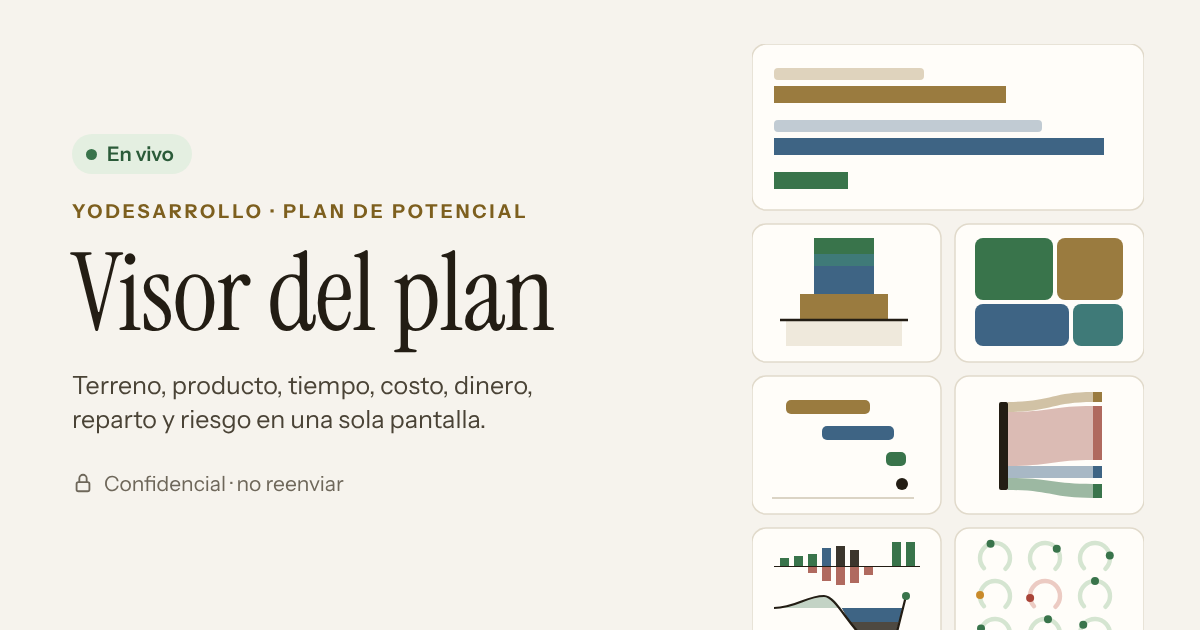 En vivo
YODESARROLLO · PLAN DE POTENCIAL
Visor del plan
Terreno, producto, tiempo, costo, dinero,
reparto y riesgo en una sola pantalla.
Confidencial · no reenviar